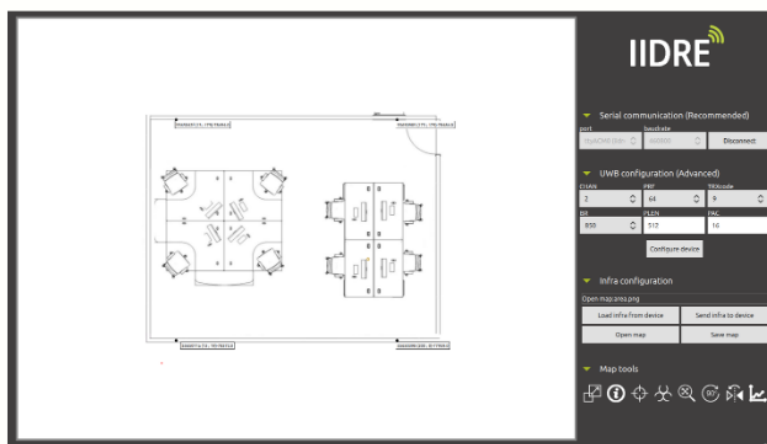 IIDRE
Serial communication (Recommended)
port baudrate
Disconnect
UWB configuration (Advanced)
CHAN PRF TRXcode
2 64 9
BR PLEN PAC
850 512 16
Configure device
Infra configuration
Open map area.png
Load infra from device Send infra to device
Open map Save map
Map tools
90°